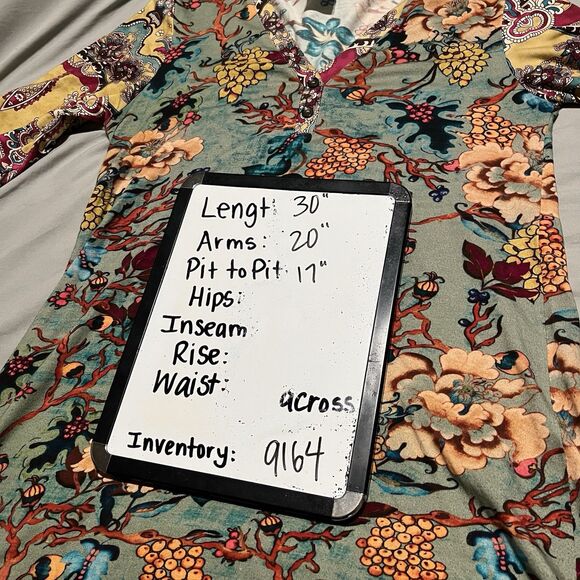 Lengt: 30"
Arms: 20"
Pit to Pit: 17"
Hips:
Inseam
Rise:
Waist:
across
Inventory: 9164